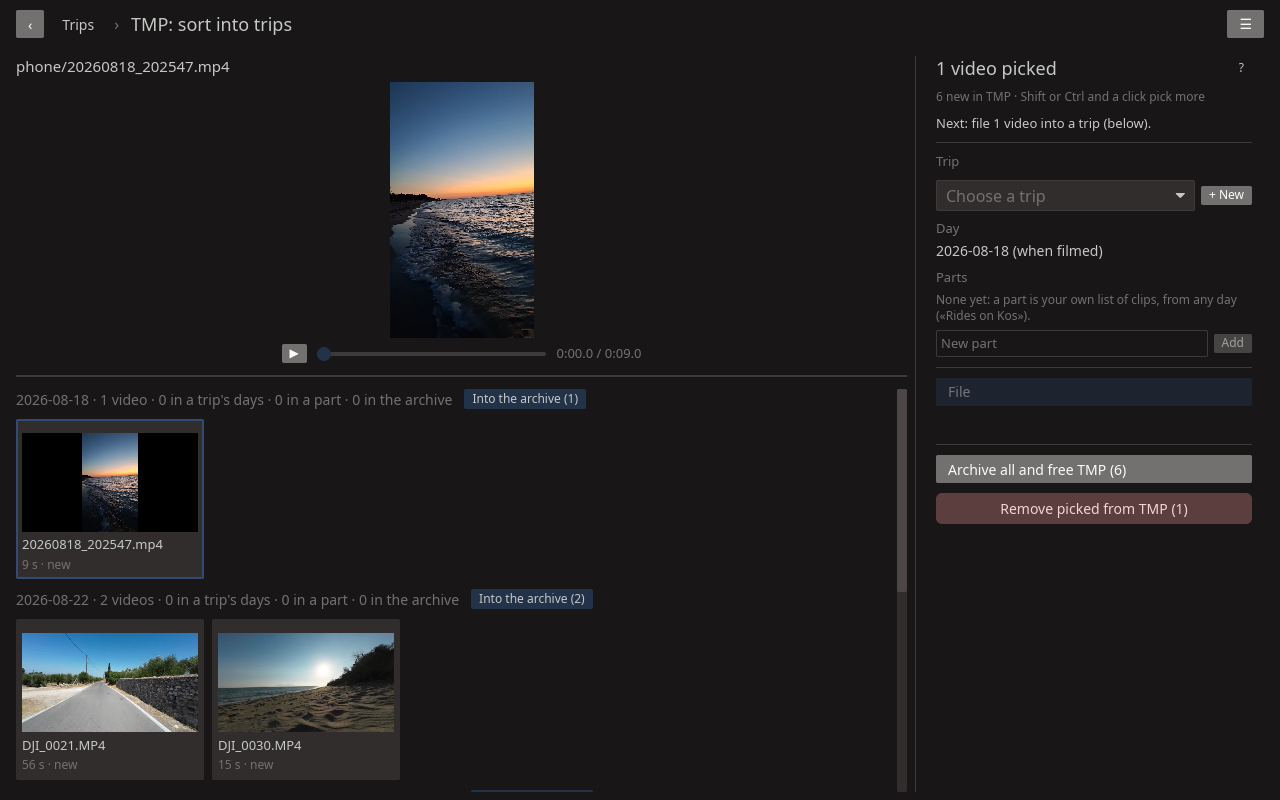 ‹ Trips › TMP: sort into trips ☰
phone/20260818_202547.mp4
0:00.0 / 0:09.0
2026-08-18 · 1 video · 0 in a trip's days · 0 in a part · 0 in the archive Into the archive (1)
20260818_202547.mp4
9 s · new
2026-08-22 · 2 videos · 0 in a trip's days · 0 in a part · 0 in the archive Into the archive (2)
DJI_0021.MP4
56 s · new
DJI_0030.MP4
15 s · new
1 video picked ?
6 new in TMP · Shift or Ctrl and a click pick more
Next: file 1 video into a trip (below).
Trip
Choose a trip + New
Day
2026-08-18 (when filmed)
Parts
None yet: a part is your own list of clips, from any day
(«Rides on Kos»).
New part Add
File
Archive all and free TMP (6)
Remove picked from TMP (1)